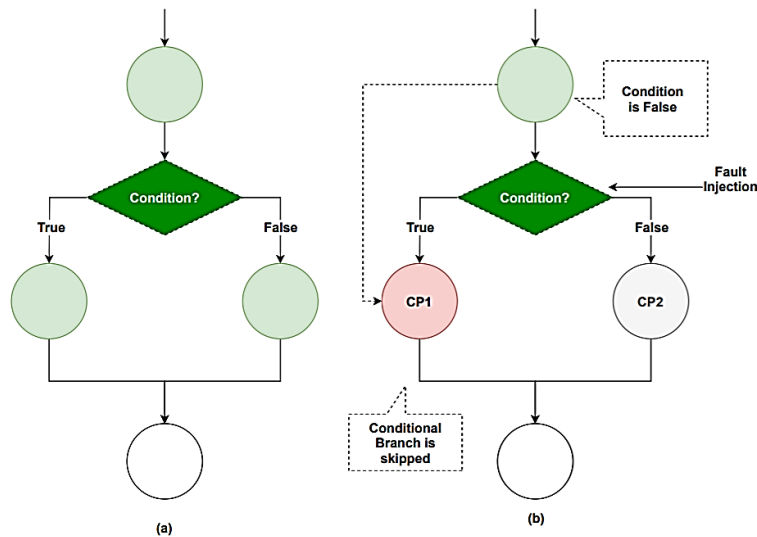 Condition?
True
False
(a)
Condition
is False
Fault
Injection
Condition?
True
False
CP1
CP2
Conditional
Branch is
skipped
(b)